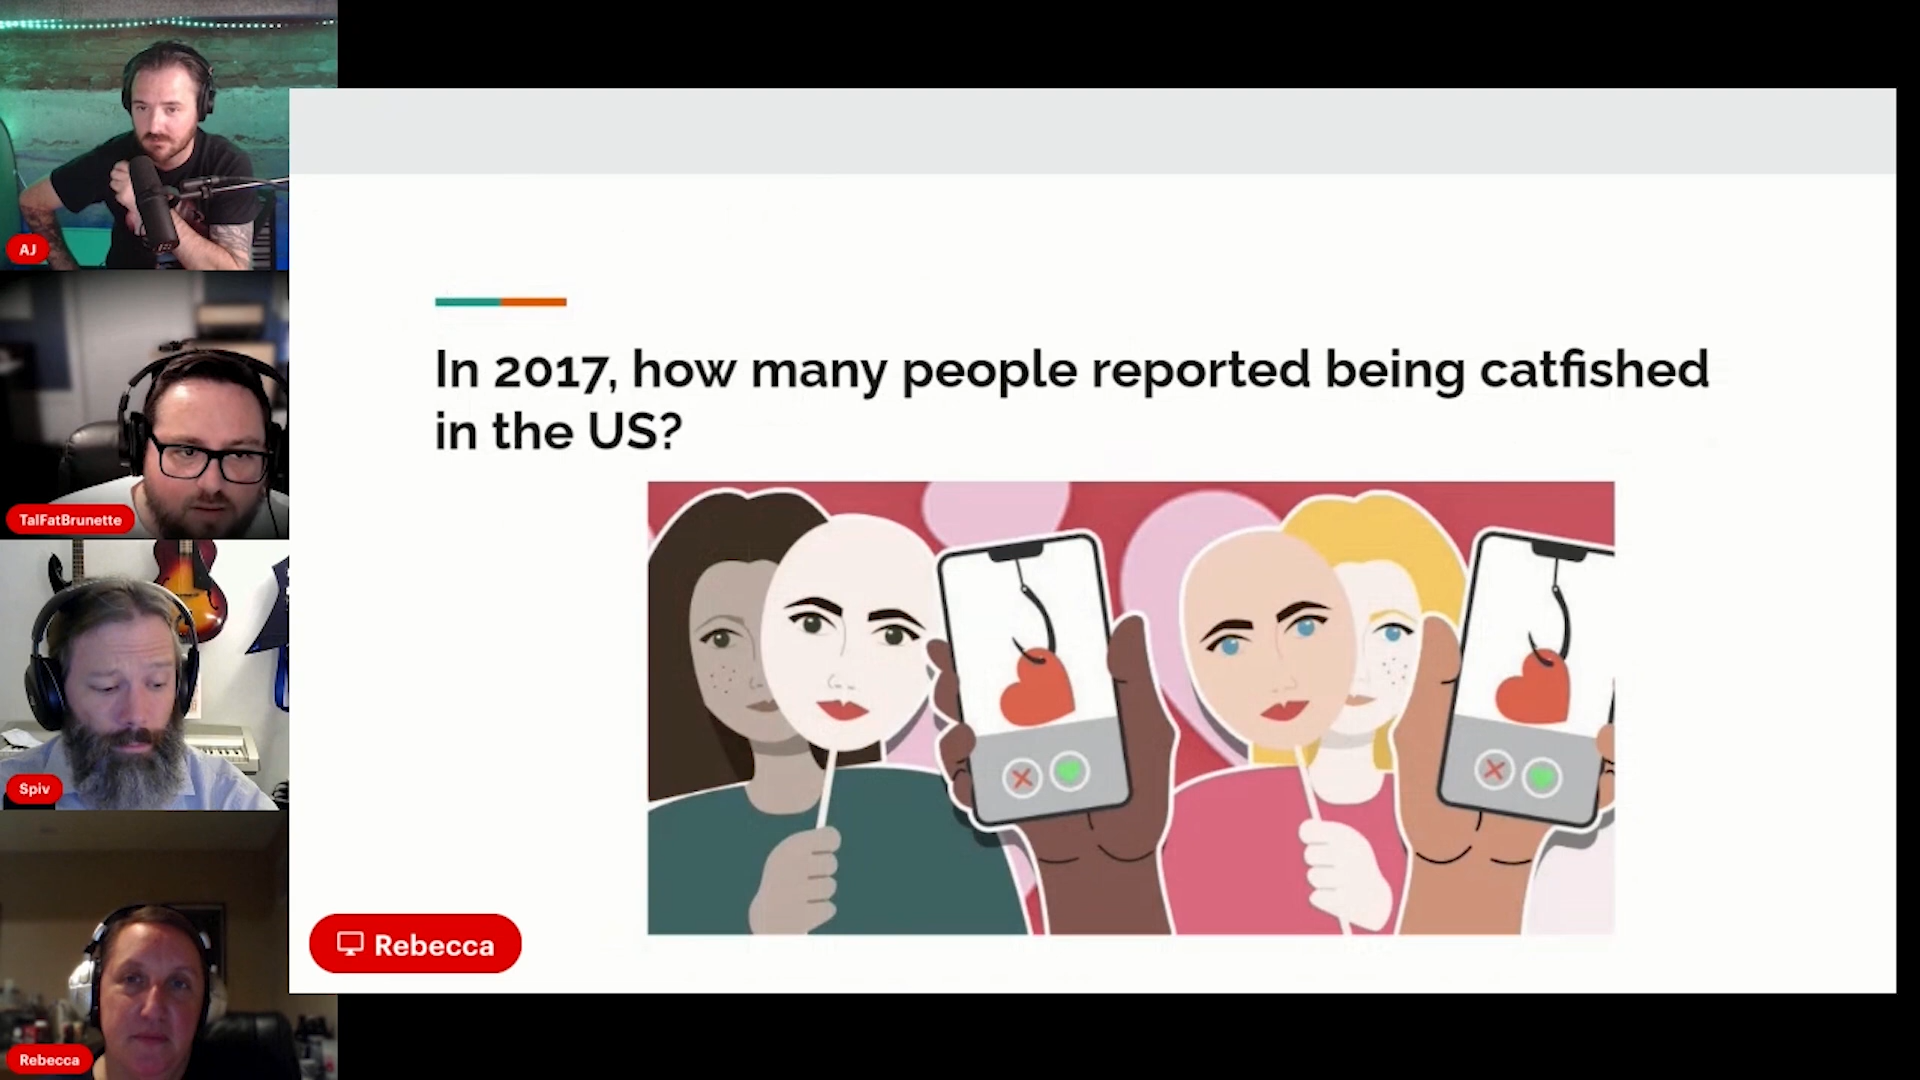 AJ
TalFatBrunette
Spiv
Rebecca
In 2017, how many people reported being catfished
in the US?
Rebecca